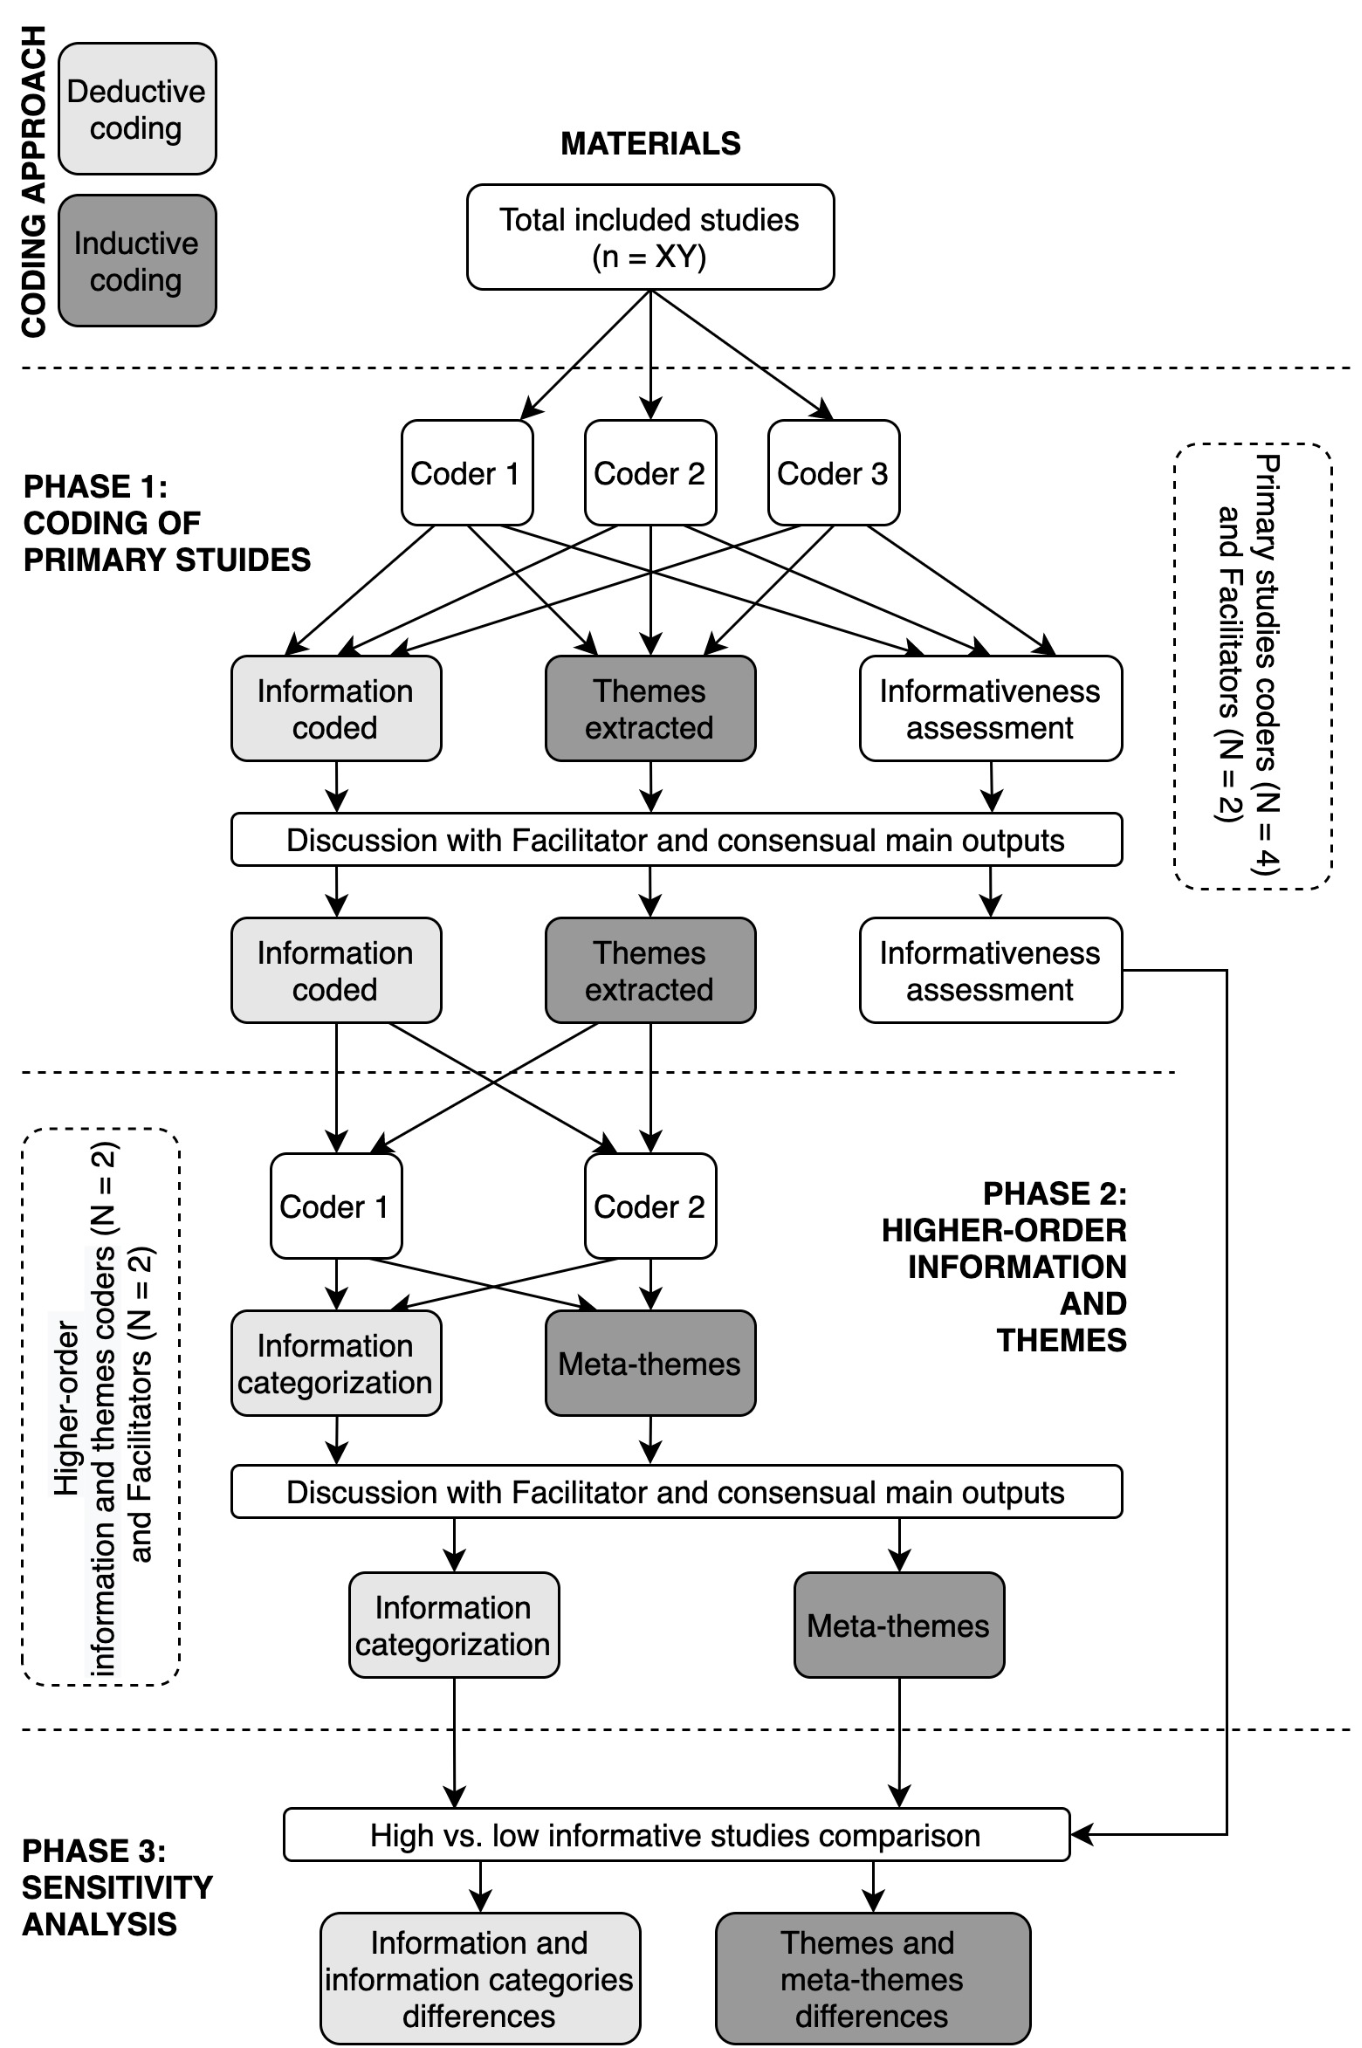 CODING APPROACH
Deductive
coding
Inductive
coding
MATERIALS
Total included studies
(n = XY)
PHASE 1:
CODING OF
PRIMARY STUIDES
Coder 1
Coder 2
Coder 3
Primary studies coders (N = 4)
and Facilitators (N = 2)
Information
coded
Themes
extracted
Informativeness
assessment
Discussion with Facilitator and consensual main outputs
Information
coded
Themes
extracted
Informativeness
assessment
Higher-order
information and themes coders (N = 2)
and Facilitators (N = 2)
Coder 1
Coder 2
PHASE 2:
HIGHER-ORDER
INFORMATION
AND
THEMES
Information
categorization
Meta-themes
Discussion with Facilitator and consensual main outputs
Information
categorization
Meta-themes
PHASE 3:
SENSITIVITY
ANALYSIS
High vs. low informative studies comparison
Information and
information categories
differences
Themes and
meta-themes
differences